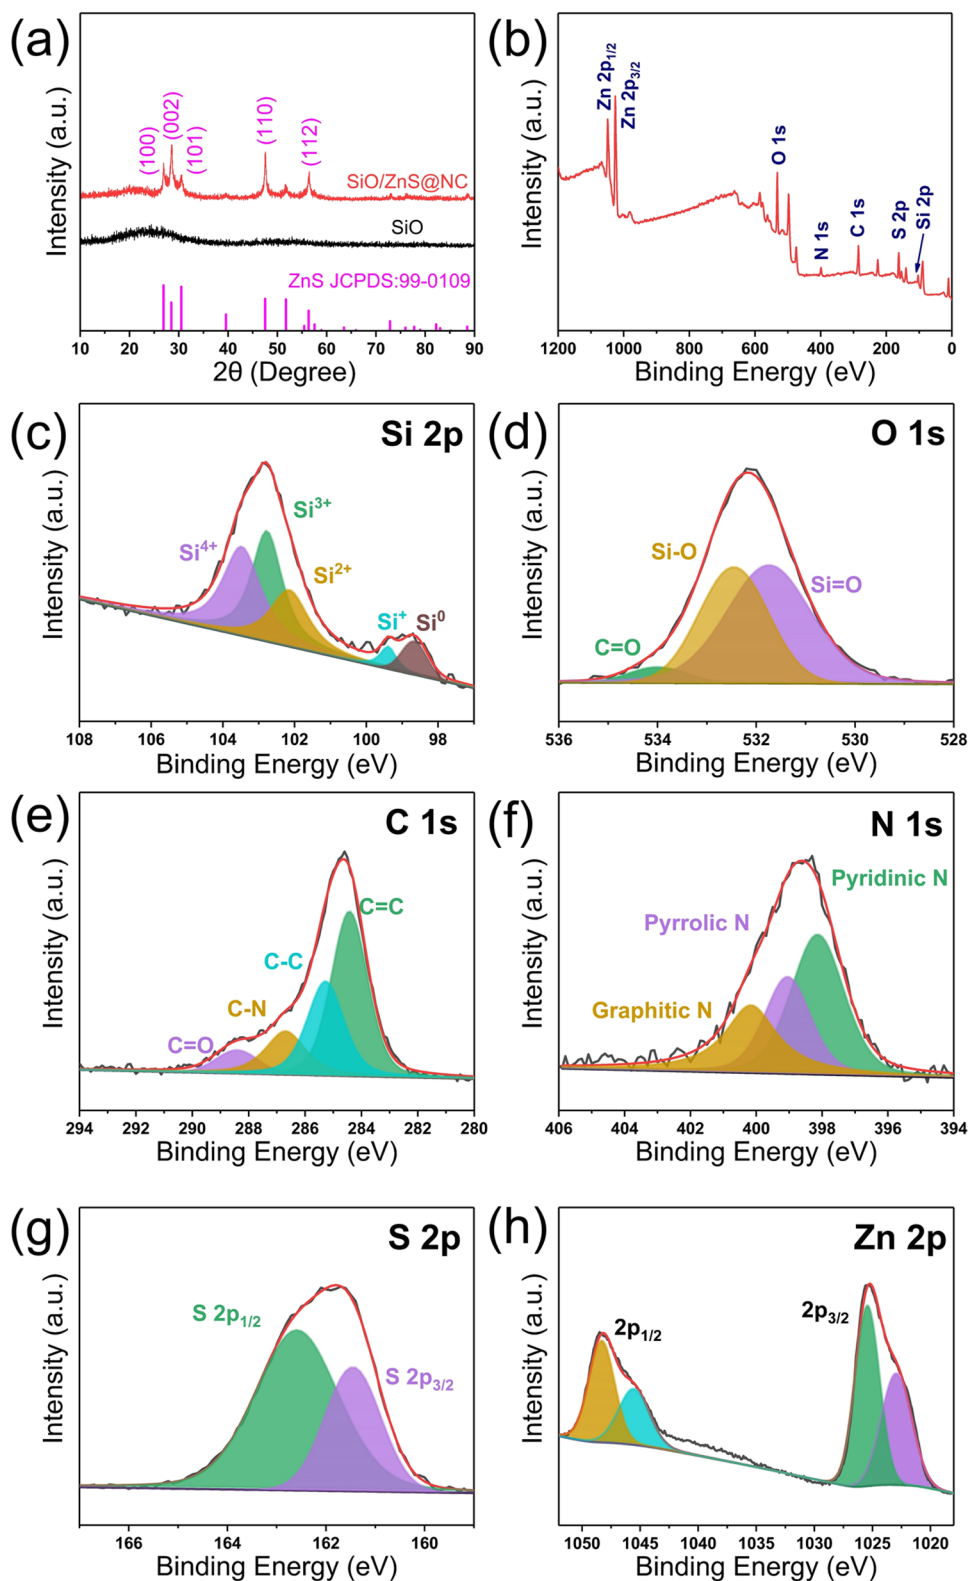 (a)
Intensity (a.u.)
(100)
(002)
(101)
(110)
(112)
SiO/ZnS@NC
SiO
ZnS JCPDS:99-0109
10 20 30 40 50 60 70 80 90
2θ (Degree)
(b)
Intensity (a.u.)
Zn 2p1/2
Zn 2p3/2
O 1s
N 1s
C 1s
S 2p
Si 2p
1200 1000 800 600 400 200 0
Binding Energy (eV)
(c)
Si 2p
Intensity (a.u.)
Si4+
Si3+
Si2+
Si+
Si0
108 106 104 102 100 98
Binding Energy (eV)
(d)
O 1s
Intensity (a.u.)
Si-O
Si=O
C=O
536 534 532 530 528
Binding Energy (eV)
(e)
C 1s
Intensity (a.u.)
C=C
C-C
C-N
C=O
294 292 290 288 286 284 282 280
Binding Energy (eV)
(f)
N 1s
Intensity (a.u.)
Pyridinic N
Pyrrolic N
Graphitic N
406 404 402 400 398 396 394
Binding Energy (eV)
(g)
S 2p
Intensity (a.u.)
S 2p1/2
S 2p3/2
166 164 162 160
Binding Energy (eV)
(h)
Zn 2p
Intensity (a.u.)
2p1/2
2p3/2
1050 1045 1040 1035 1030 1025 1020
Binding Energy (eV)